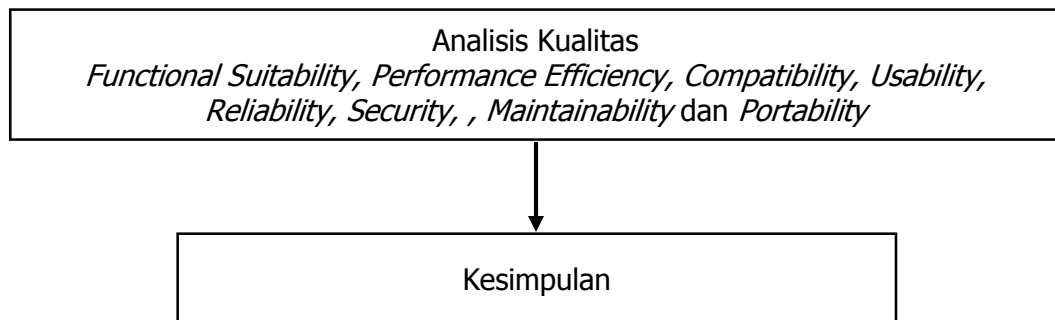 Analisis Kualitas
Functional Suitability, Performance Efficiency, Compatibility, Usability,
Reliability, Security, , Maintainability dan Portability
Kesimpulan